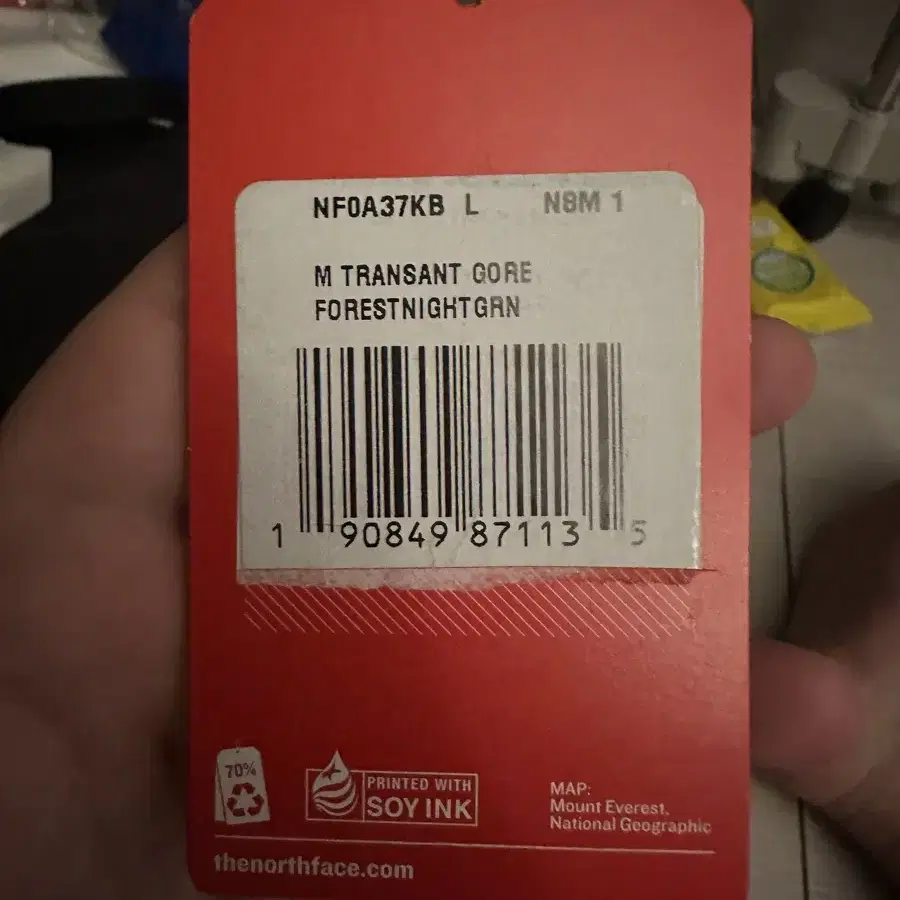 NF0A37KB L N8M 1
M TRANSANT GORE
FORESTNIGHTGRN
1 90849 87113 5
70%
PRINTED WITH
SOY INK
MAP:
Mount Everest,
National Geographic
thenorthface.com